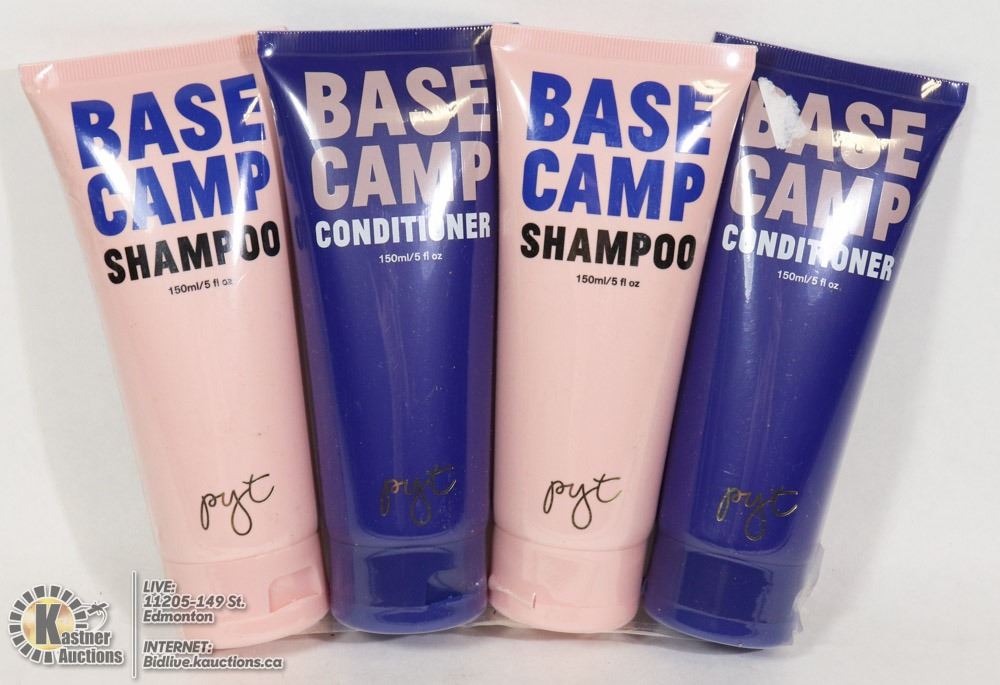 BASE
CAMP
SHAMPOO
150ml/5 fl oz
pyt
BASE
CAMP
CONDITIONER
150ml/5 fl oz
pyt
BASE
CAMP
SHAMPOO
150ml/5 fl oz
pyt
BASE
CAMP
CONDITIONER
150ml/5 fl oz
pyt
K
Kastner
Auctions
LIVE:
11205-149 St.
Edmonton
INTERNET:
Bidlive.kauctions.ca